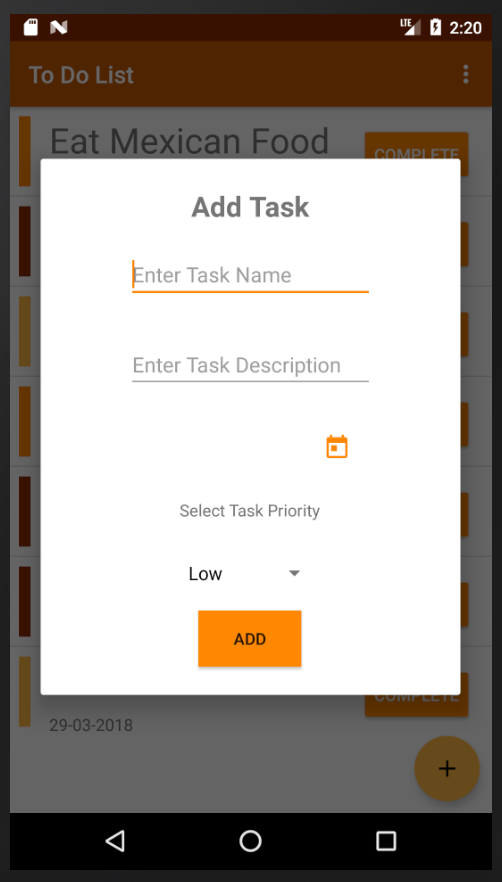 LTE 2:20
To Do List
Eat Mexican Food
COMPLETE
Add Task
Enter Task Name
Enter Task Description
Select Task Priority
Low
ADD
COMPLETE
29-03-2018